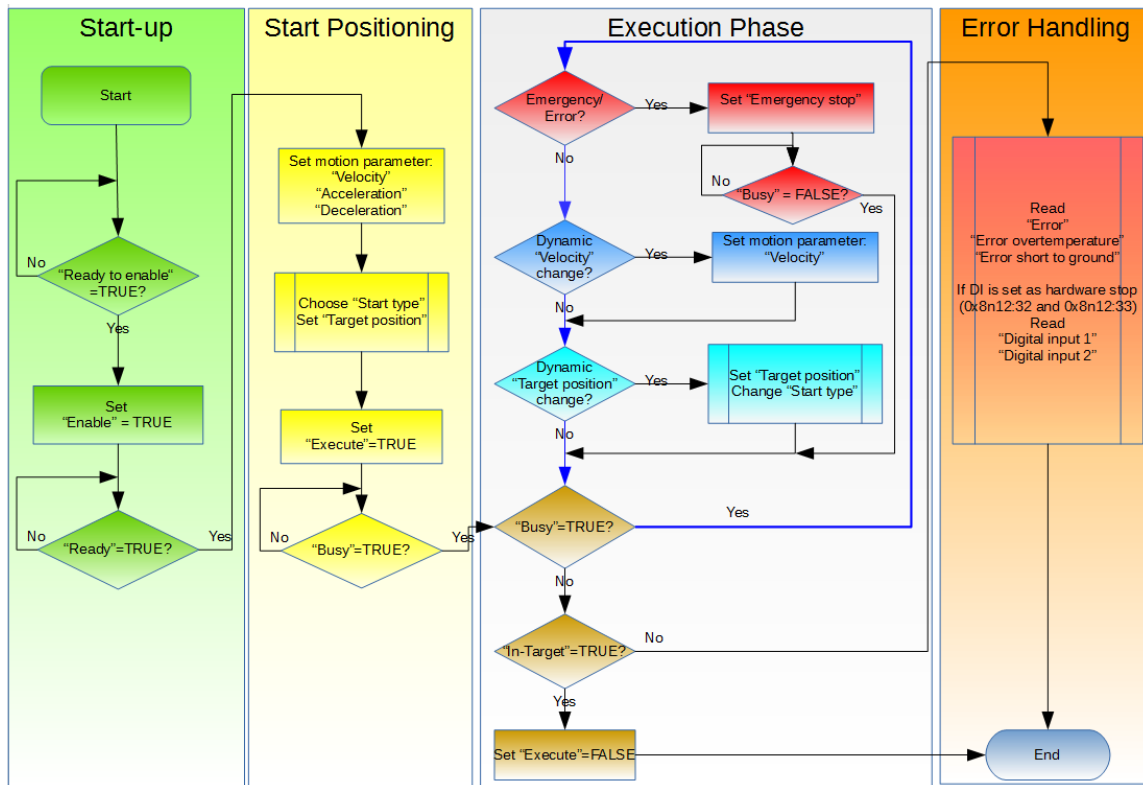 Start-up
Start
No
“Ready to enable“
=TRUE?
Yes
Set
“Enable” = TRUE
No
“Ready”=TRUE?
Yes
Start Positioning
Set motion parameter:
“Velocity”
“Acceleration”
“Deceleration”
Choose “Start type”
Set “Target position”
Set
“Execute”=TRUE
No
“Busy”=TRUE?
Yes
Execution Phase
Emergency/
Error?
Yes
Set “Emergency stop”
No
No
“Busy” = FALSE?
Yes
Dynamic
“Velocity”
change?
Yes
Set motion parameter:
“Velocity”
No
Dynamic
“Target position”
change?
Yes
Set “Target position”
Change “Start type”
No
“Busy”=TRUE?
Yes
No
“In-Target”=TRUE?
No
Yes
Set “Execute”=FALSE
Error Handling
Read
“Error”
“Error overtemperature”
“Error short to ground”
If DI is set as hardware stop
(0x8n12:32 and 0x8n12:33)
Read
“Digital input 1”
“Digital input 2”
End